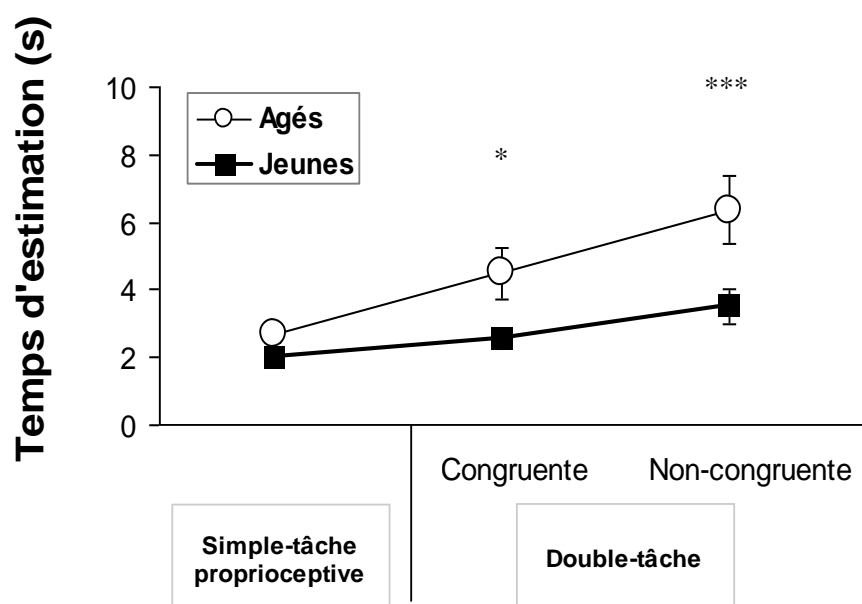 Temps d'estimation (s)
10
8
6
4
2
0
Agés
Jeunes
*
***
Congruente
Non-congruente
Simple-tâche
proprioceptive
Double-tâche